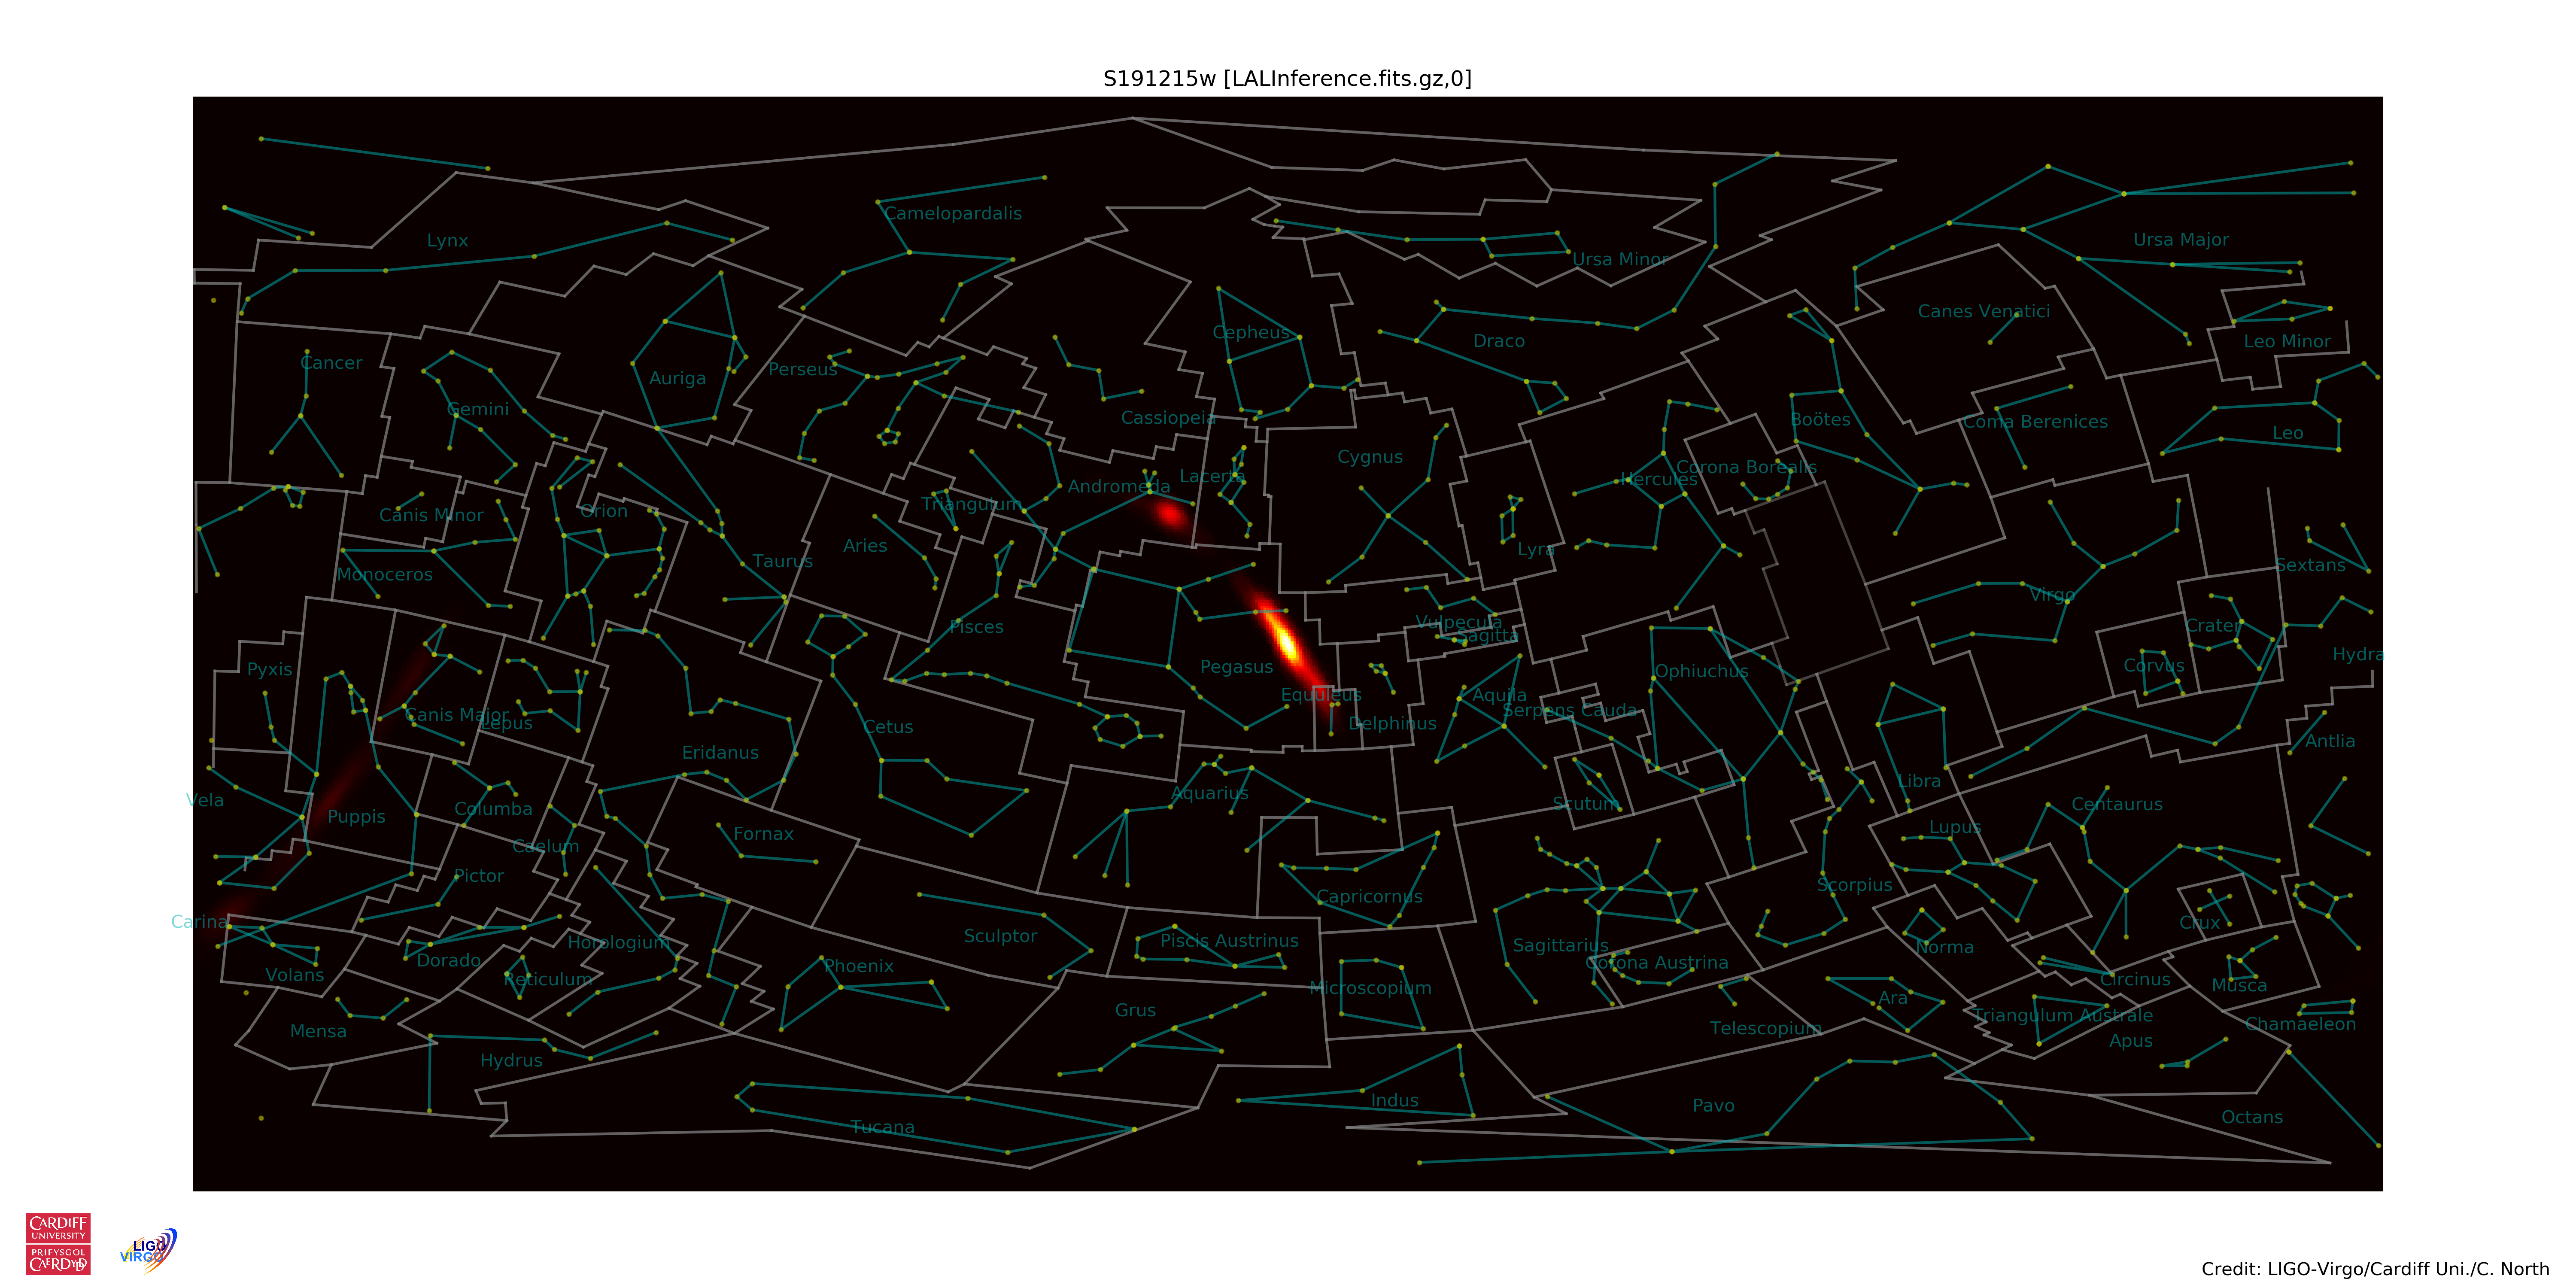 S191215w [LALInference.fits.gz,0]
Camelopardalis
Lynx
Ursa Major
Ursa Minor
Canes Venatici
Cepheus
Draco
Leo Minor
Cancer
Perseus
Auriga
Gemini
Cassiopeia
Boötes
Coma Berenices
Leo
Cygnus
Corona Borealis
Lacerta
Hercules
Andromeda
Triangulum
Orion
Canis Minor
Aries
Lyra
Taurus
Sextans
Monoceros
Virgo
Vulpecula
Pisces
Crater
Sagitta
Hydra
Pegasus
Corvus
Pyxis
Ophiuchus
Equuleus
Aquila
Serpens Cauda
Canis Major
Lepus
Delphinus
Cetus
Antlia
Eridanus
Libra
Aquarius
Vela
Scutum
Centaurus
Columba
Puppis
Lupus
Fornax
Caelum
Pictor
Scorpius
Capricornus
Carina
Crux
Sculptor
Piscis Austrinus
Horologium
Sagittarius
Norma
Dorado
Corona Austrina
Phoenix
Volans
Reticulum
Circinus
Musca
Microscopium
Ara
Grus
Triangulum Australe
Chamaeleon
Telescopium
Mensa
Apus
Hydrus
Indus
Pavo
Octans
Tucana
CARDIFF
UNIVERSITY
PRIFYSGOL
CAERDYDD
LIGO
VIRGO
Credit: LIGO-Virgo/Cardiff Uni./C. North